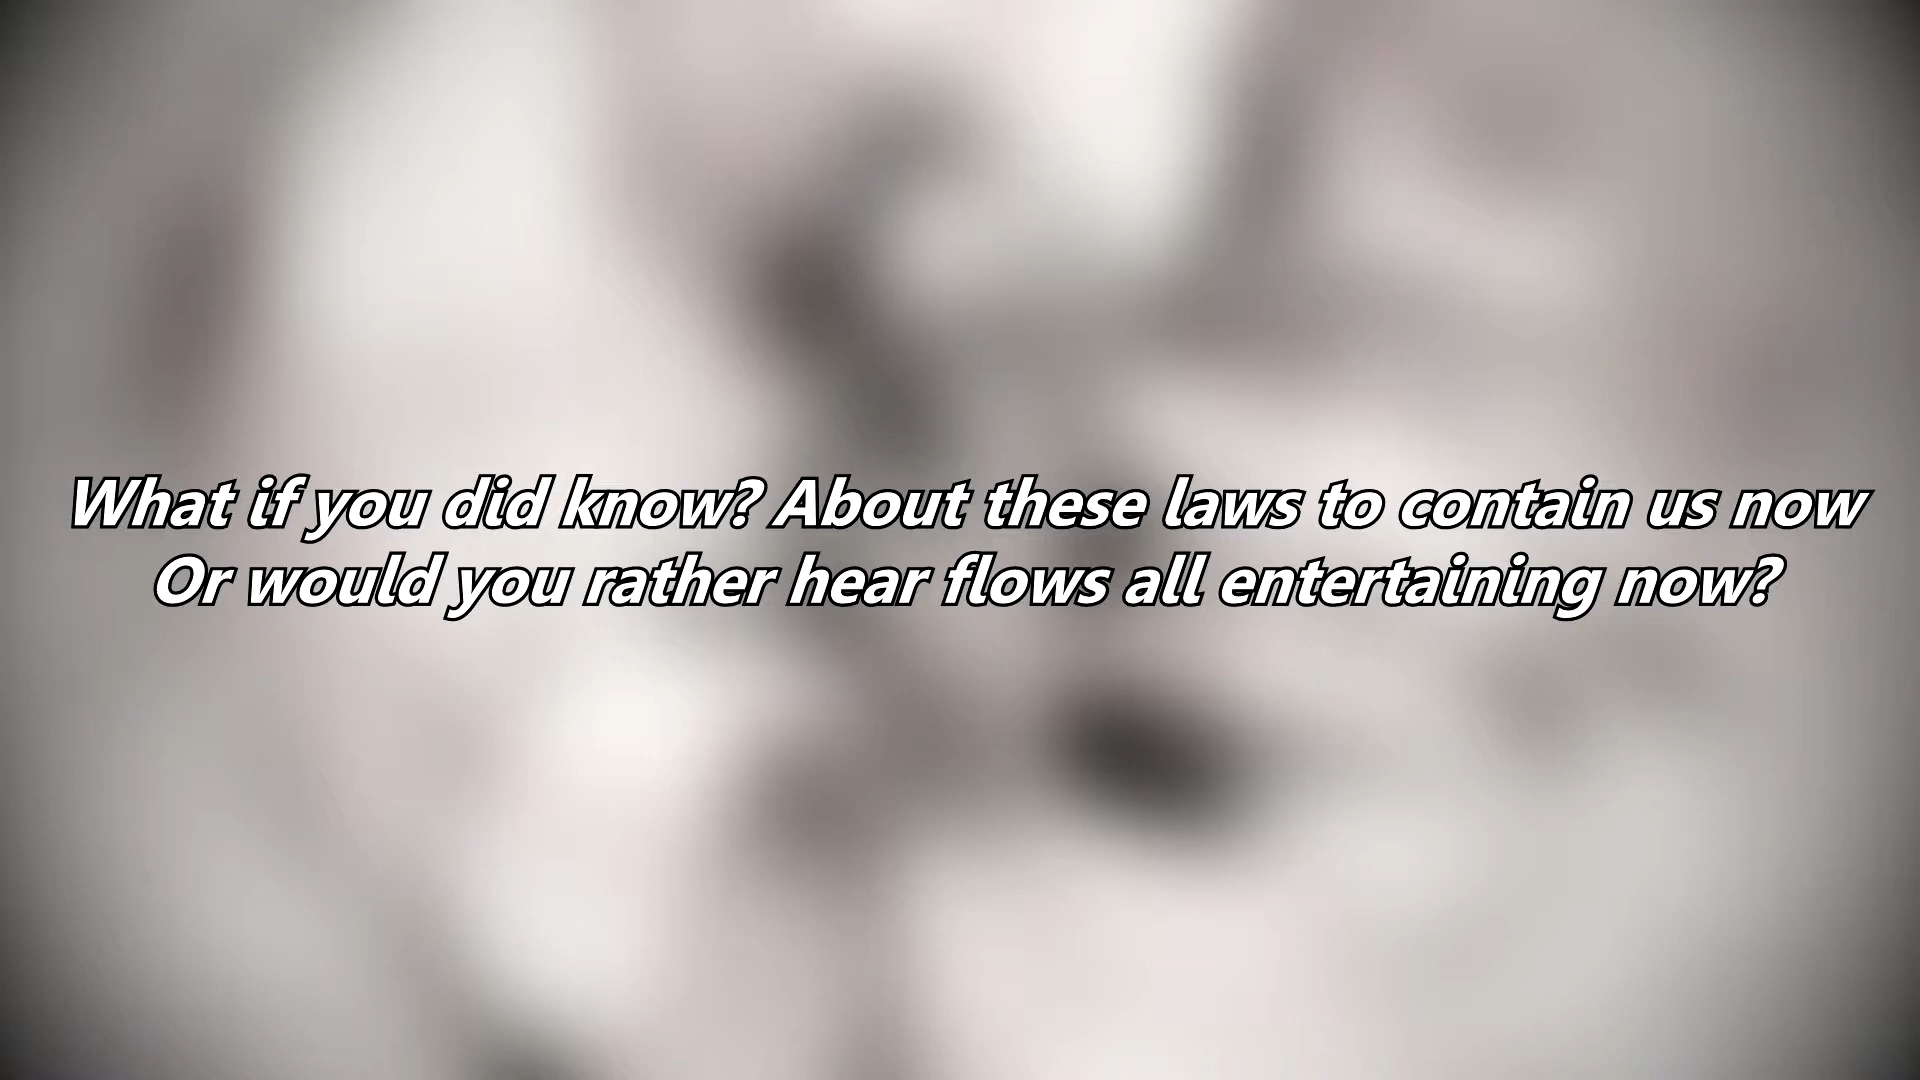 What if you did know? About these laws to contain us now
Or would you rather hear flows all entertaining now?